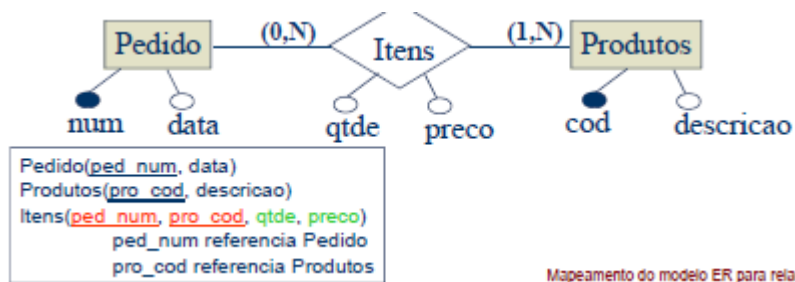 Pedido (0,N) Itens (1,N) Produtos
num data qtde preco cod descricao
Pedido(ped_num, data)
Produtos(pro_cod, descricao)
Itens(ped_num, pro_cod, qtde, preco)
ped_num referencia Pedido
pro_cod referencia Produtos
Mapeamento do modelo ER para rela